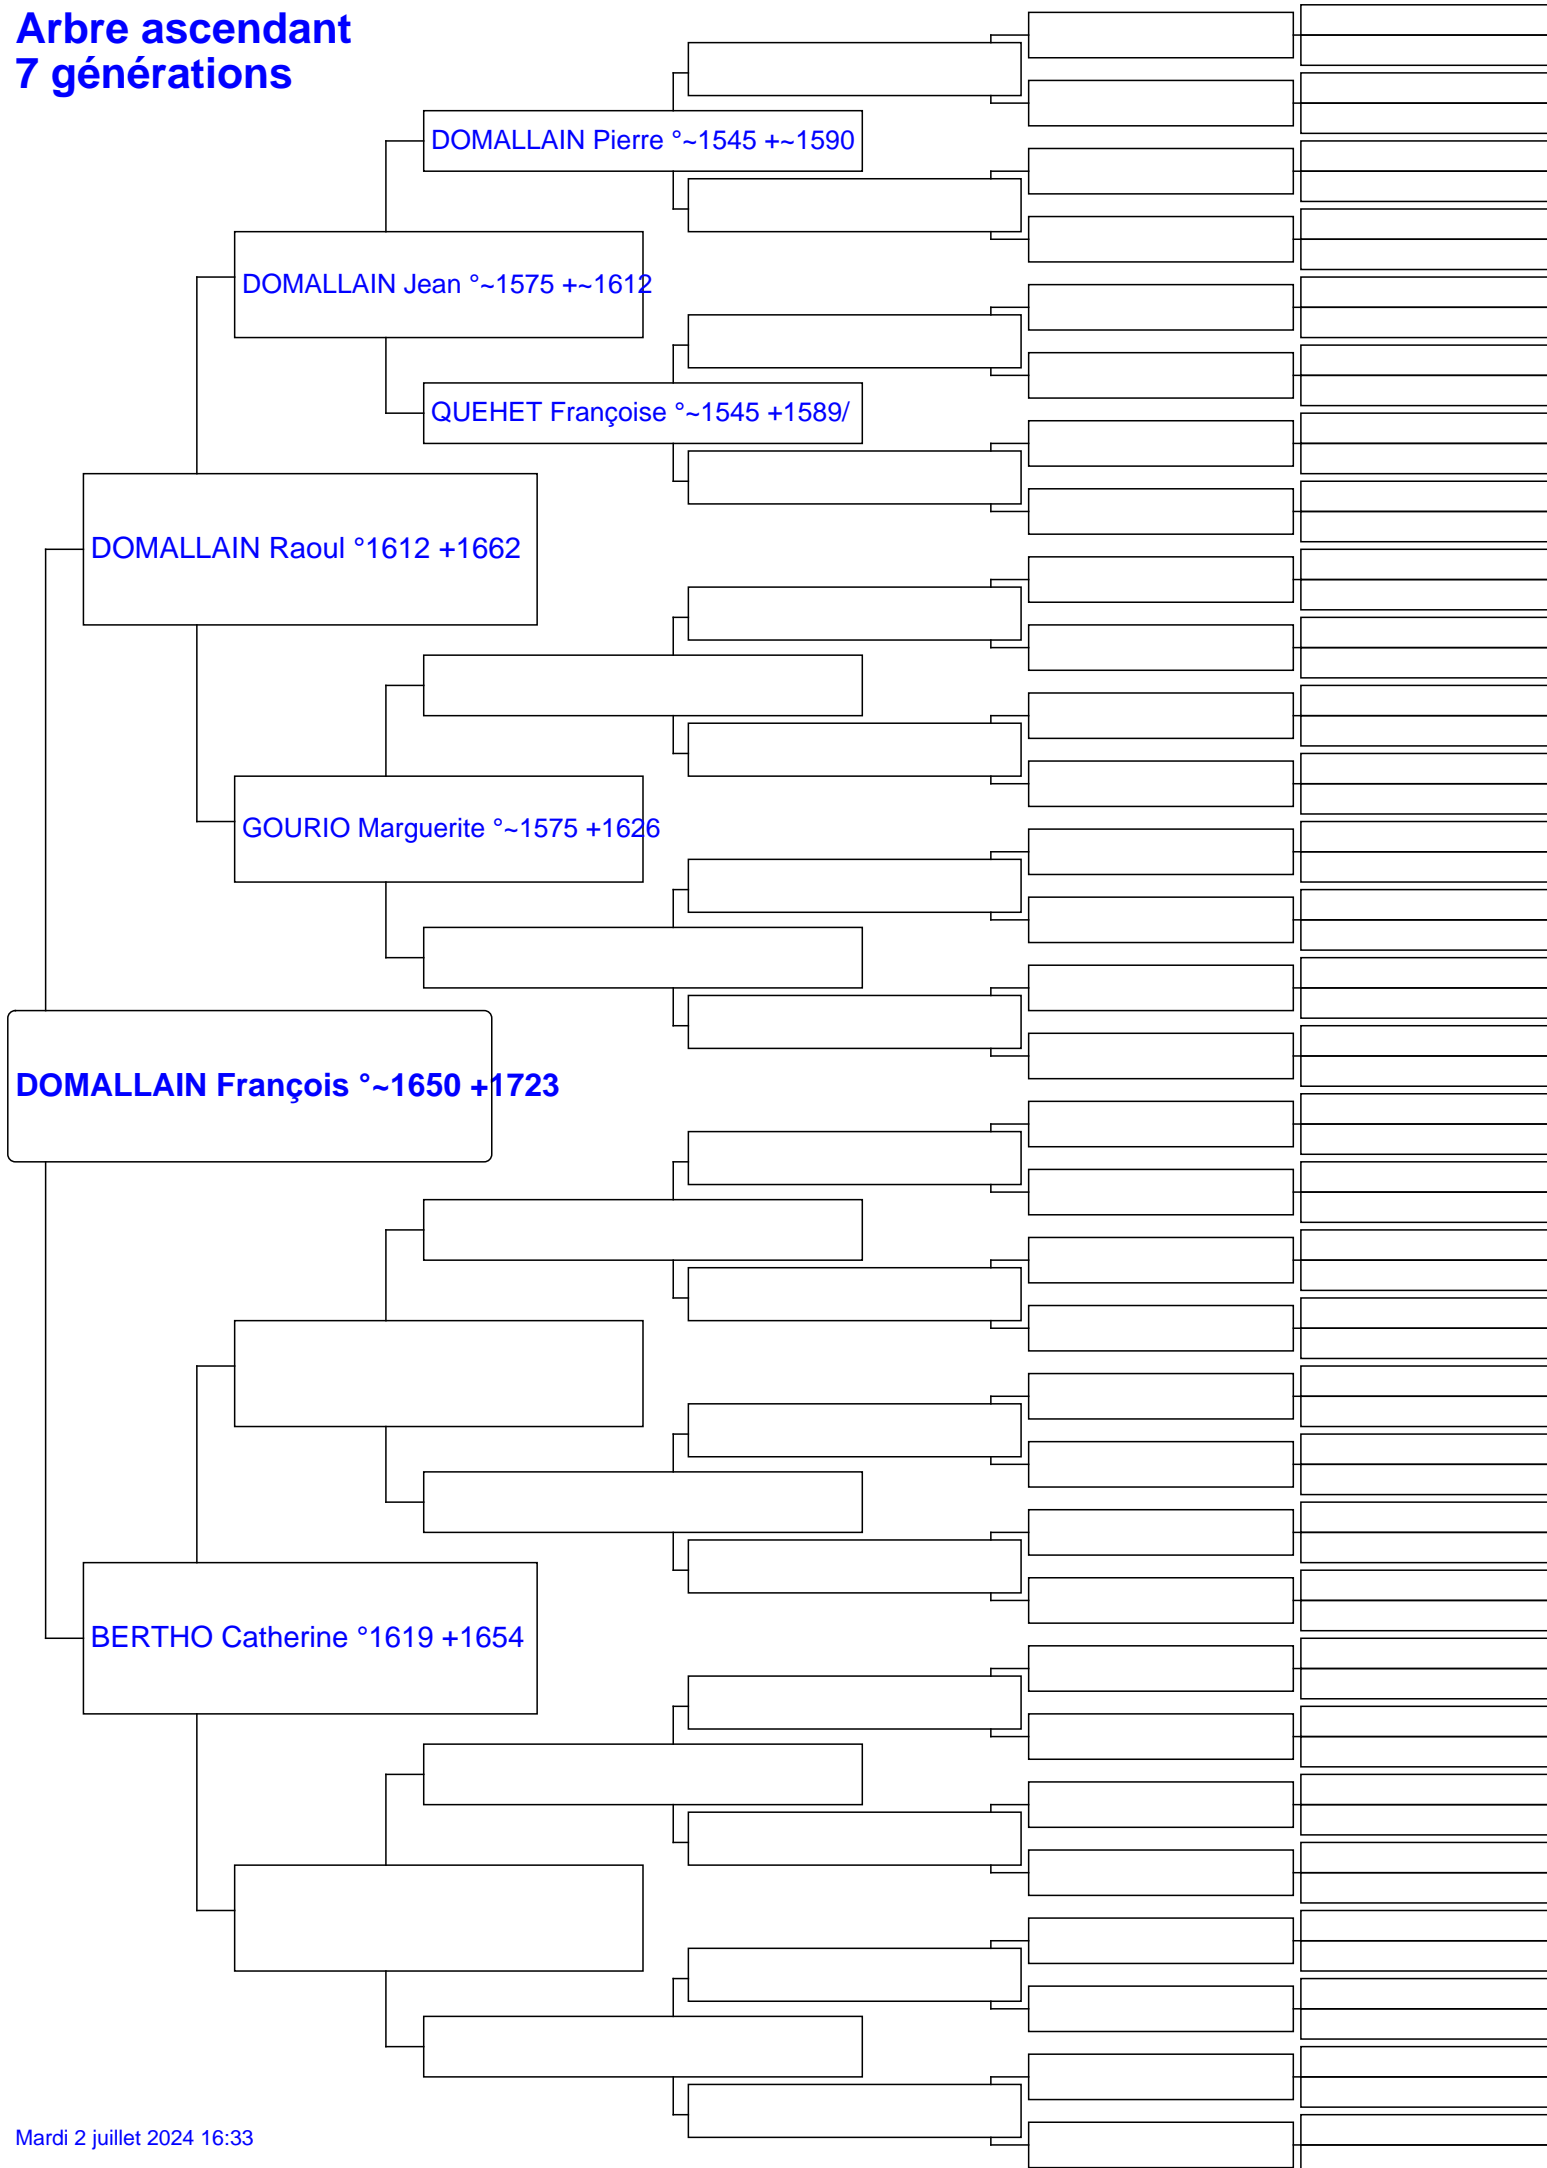 Arbre ascendant
7 générations
DOMALLAIN Pierre °~1545 +~1590
DOMALLAIN Jean °~1575 +~1612
QUEHET Françoise °~1545 +1589/
DOMALLAIN Raoul °1612 +1662
GOURIO Marguerite °~1575 +1626
DOMALLAIN François °~1650 +1723
BERTHO Catherine °1619 +1654
Mardi 2 juillet 2024 16:33